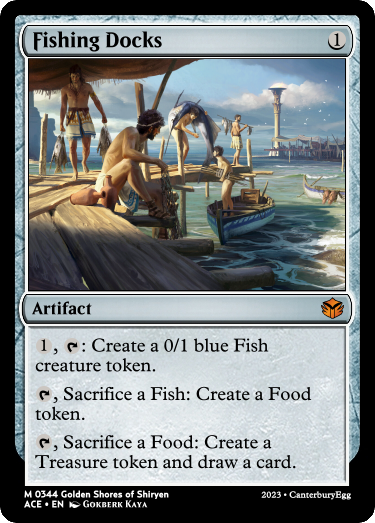 Fishing Docks 1
Artifact
1, : Create a 0/1 blue Fish
creature token.
, Sacrifice a Fish: Create a Food
token.
, Sacrifice a Food: Create a
Treasure token and draw a card.
M 0344 Golden Shores of Shiryen
ACE • EN Gokberk Kaya
2023 • CanterburyEgg